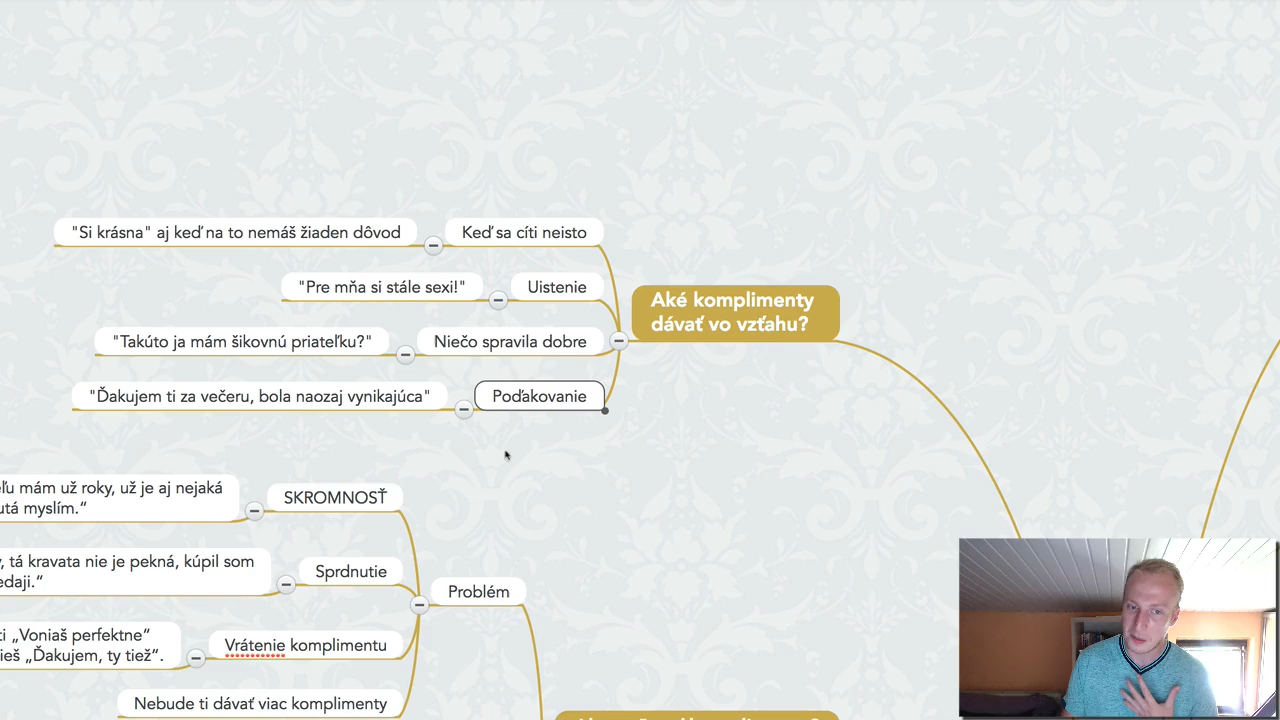 "Si krásna" aj keď na to nemáš žiaden dôvod
Keď sa cíti neisto
"Pre mňa si stále sexi!"
Uistenie
Aké komplimenty
dávať vo vzťahu?
"Takúto ja mám šikovnú priateľku?"
Niečo spravila dobre
"Ďakujem ti za večeru, bola naozaj vynikajúca"
Poďakovanie
mám už roky, už je aj nejaká
myslím.“
SKROMNOSŤ
tá kravata nie je pekná, kúpil som
Sprdnutie
Problém
„Voniaš perfektne“
„Ďakujem, ty tiež“.
Vrátenie komplimentu
Nebude ti dávať viac komplimenty